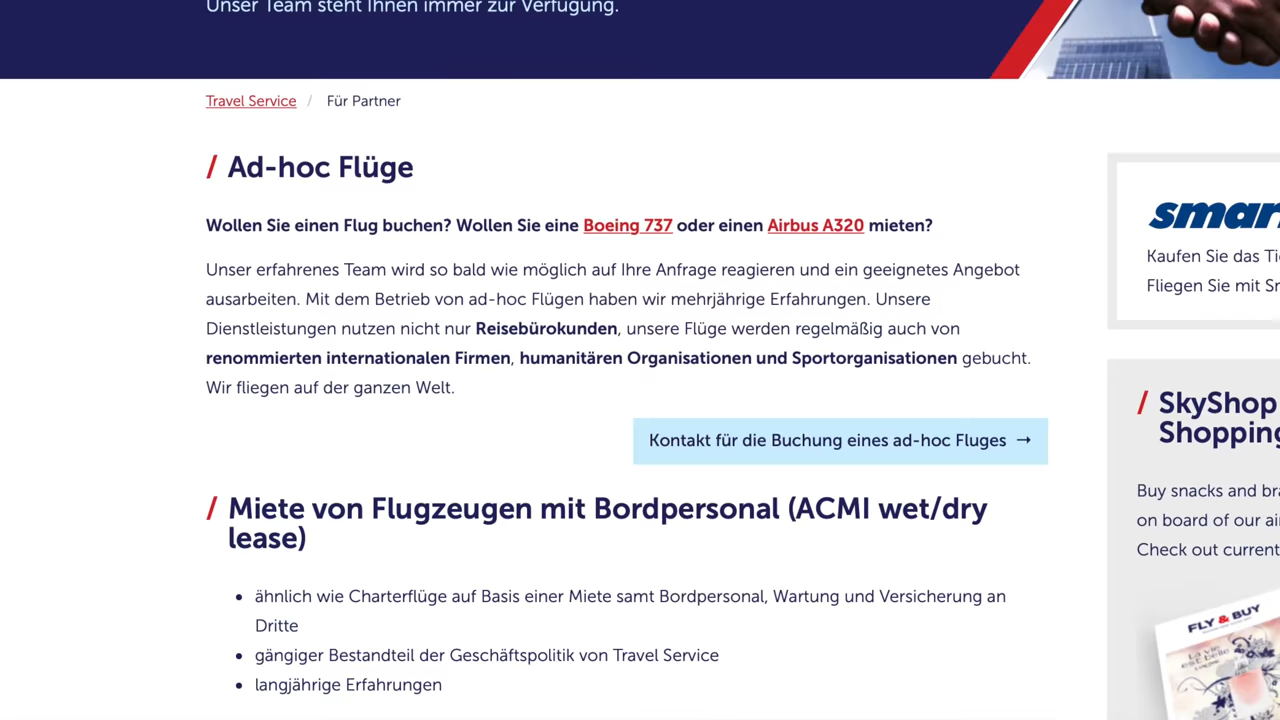 Unser Team steht Ihnen immer zur Verfügung.
Travel Service / Für Partner
/ Ad-hoc Flüge
Wollen Sie einen Flug buchen? Wollen Sie eine Boeing 737 oder einen Airbus A320 mieten?
Unser erfahrenes Team wird so bald wie möglich auf Ihre Anfrage reagieren und ein geeignetes Angebot
ausarbeiten. Mit dem Betrieb von ad-hoc Flügen haben wir mehrjährige Erfahrungen. Unsere
Dienstleistungen nutzen nicht nur Reisebürokunden, unsere Flüge werden regelmäßig auch von
renommierten internationalen Firmen, humanitären Organisationen und Sportorganisationen gebucht.
Wir fliegen auf der ganzen Welt.
Kontakt für die Buchung eines ad-hoc Fluges →
/ Miete von Flugzeugen mit Bordpersonal (ACMI wet/dry
lease)
• ähnlich wie Charterflüge auf Basis einer Miete samt Bordpersonal, Wartung und Versicherung an
Dritte
• gängiger Bestandteil der Geschäftspolitik von Travel Service
• langjährige Erfahrungen
Kaufen Sie das
Fliegen Sie mit
/ SkyShop
Shopping
Buy snacks and
on board of our
Check out current
FLY & BUY
La vie
est belle